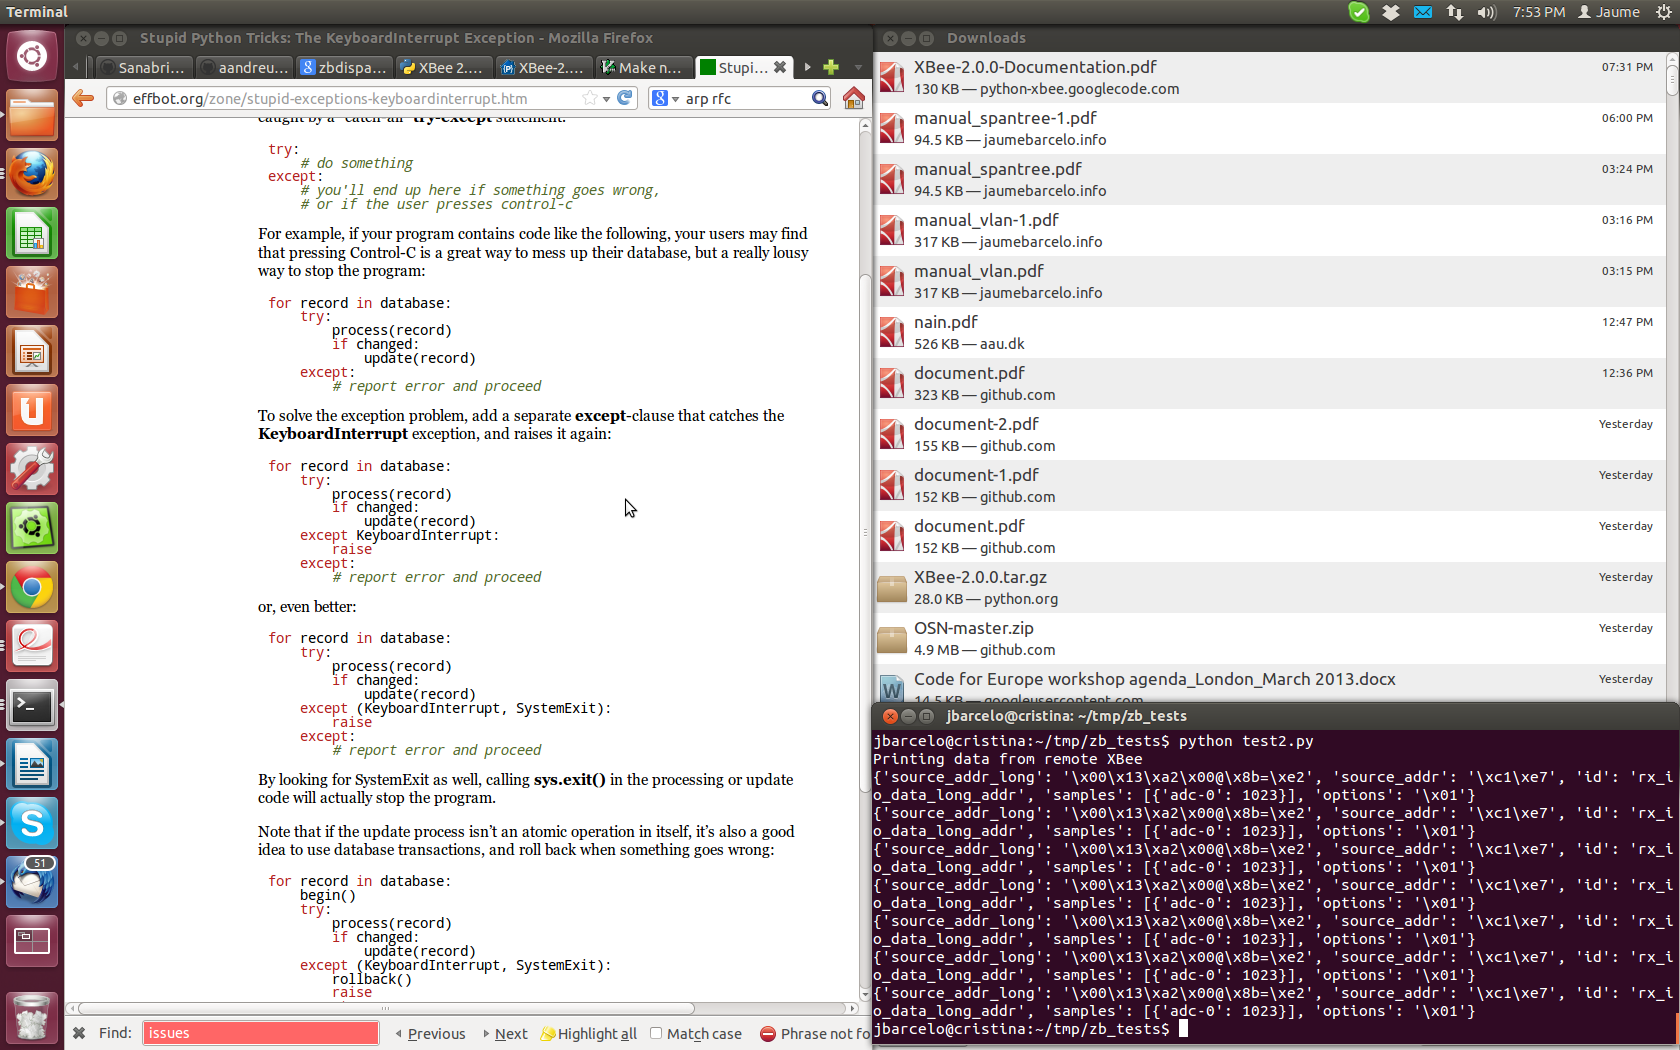 Terminal
7:53 PM
Jaume
Stupid Python Tricks: The KeyboardInterrupt Exception - Mozilla Firefox
Sanabri...
aandreu...
zbdispa...
XBee 2....
XBee-2....
Make n...
Stupi...
effbot.org/zone/stupid-exceptions-keyboardinterrupt.htm
arp rfc
caught by a "catch-all" try-except statement.
try:
# do something
except:
# you'll end up here if something goes wrong,
# or if the user presses control-c
For example, if your program contains code like the following, your users may find
that pressing Control-C is a great way to mess up their database, but a really lousy
way to stop the program:
for record in database:
try:
process(record)
if changed:
update(record)
except:
# report error and proceed
To solve the exception problem, add a separate except-clause that catches the
KeyboardInterrupt exception, and raises it again:
for record in database:
try:
process(record)
if changed:
update(record)
except KeyboardInterrupt:
raise
except:
# report error and proceed
or, even better:
for record in database:
try:
process(record)
if changed:
update(record)
except (KeyboardInterrupt, SystemExit):
raise
except:
# report error and proceed
By looking for SystemExit as well, calling sys.exit() in the processing or update
code will actually stop the program.
Note that if the update process isn't an atomic operation in itself, it's also a good
idea to use database transactions, and roll back when something goes wrong:
for record in database:
begin()
try:
process(record)
if changed:
update(record)
except (KeyboardInterrupt, SystemExit):
rollback()
raise
Find:
issues
Previous
Next
Highlight all
Match case
Phrase not fo
51
Downloads
XBee-2.0.0-Documentation.pdf
07:31 PM
130 KB — python-xbee.googlecode.com
manual_spantree-1.pdf
06:00 PM
94.5 KB — jaumebarcelo.info
manual_spantree.pdf
03:24 PM
94.5 KB — jaumebarcelo.info
manual_vlan-1.pdf
03:16 PM
317 KB — jaumebarcelo.info
manual_vlan.pdf
03:15 PM
317 KB — jaumebarcelo.info
nain.pdf
12:47 PM
526 KB — aau.dk
document.pdf
12:36 PM
323 KB — github.com
document-2.pdf
Yesterday
155 KB — github.com
document-1.pdf
Yesterday
152 KB — github.com
document.pdf
Yesterday
152 KB — github.com
XBee-2.0.0.tar.gz
Yesterday
28.0 KB — python.org
OSN-master.zip
Yesterday
4.9 MB — github.com
Code for Europe workshop agenda_London_March 2013.docx
Yesterday
14.5 KB — googleusercontent.com
jbarcelo@cristina: ~/tmp/zb_tests
jbarcelo@cristina:~/tmp/zb_tests$ python test2.py
Printing data from remote XBee
{'source_addr_long': '\x00\x13\xa2\x00@\x8b=\xe2', 'source_addr': '\xc1\xe7', 'id': 'rx_i
o_data_long_addr', 'samples': [{'adc-0': 1023}], 'options': '\x01'}
{'source_addr_long': '\x00\x13\xa2\x00@\x8b=\xe2', 'source_addr': '\xc1\xe7', 'id': 'rx_i
o_data_long_addr', 'samples': [{'adc-0': 1023}], 'options': '\x01'}
{'source_addr_long': '\x00\x13\xa2\x00@\x8b=\xe2', 'source_addr': '\xc1\xe7', 'id': 'rx_i
o_data_long_addr', 'samples': [{'adc-0': 1023}], 'options': '\x01'}
{'source_addr_long': '\x00\x13\xa2\x00@\x8b=\xe2', 'source_addr': '\xc1\xe7', 'id': 'rx_i
o_data_long_addr', 'samples': [{'adc-0': 1023}], 'options': '\x01'}
{'source_addr_long': '\x00\x13\xa2\x00@\x8b=\xe2', 'source_addr': '\xc1\xe7', 'id': 'rx_i
o_data_long_addr', 'samples': [{'adc-0': 1023}], 'options': '\x01'}
{'source_addr_long': '\x00\x13\xa2\x00@\x8b=\xe2', 'source_addr': '\xc1\xe7', 'id': 'rx_i
o_data_long_addr', 'samples': [{'adc-0': 1023}], 'options': '\x01'}
{'source_addr_long': '\x00\x13\xa2\x00@\x8b=\xe2', 'source_addr': '\xc1\xe7', 'id': 'rx_i
o_data_long_addr', 'samples': [{'adc-0': 1023}], 'options': '\x01'}
jbarcelo@cristina:~/tmp/zb_tests$